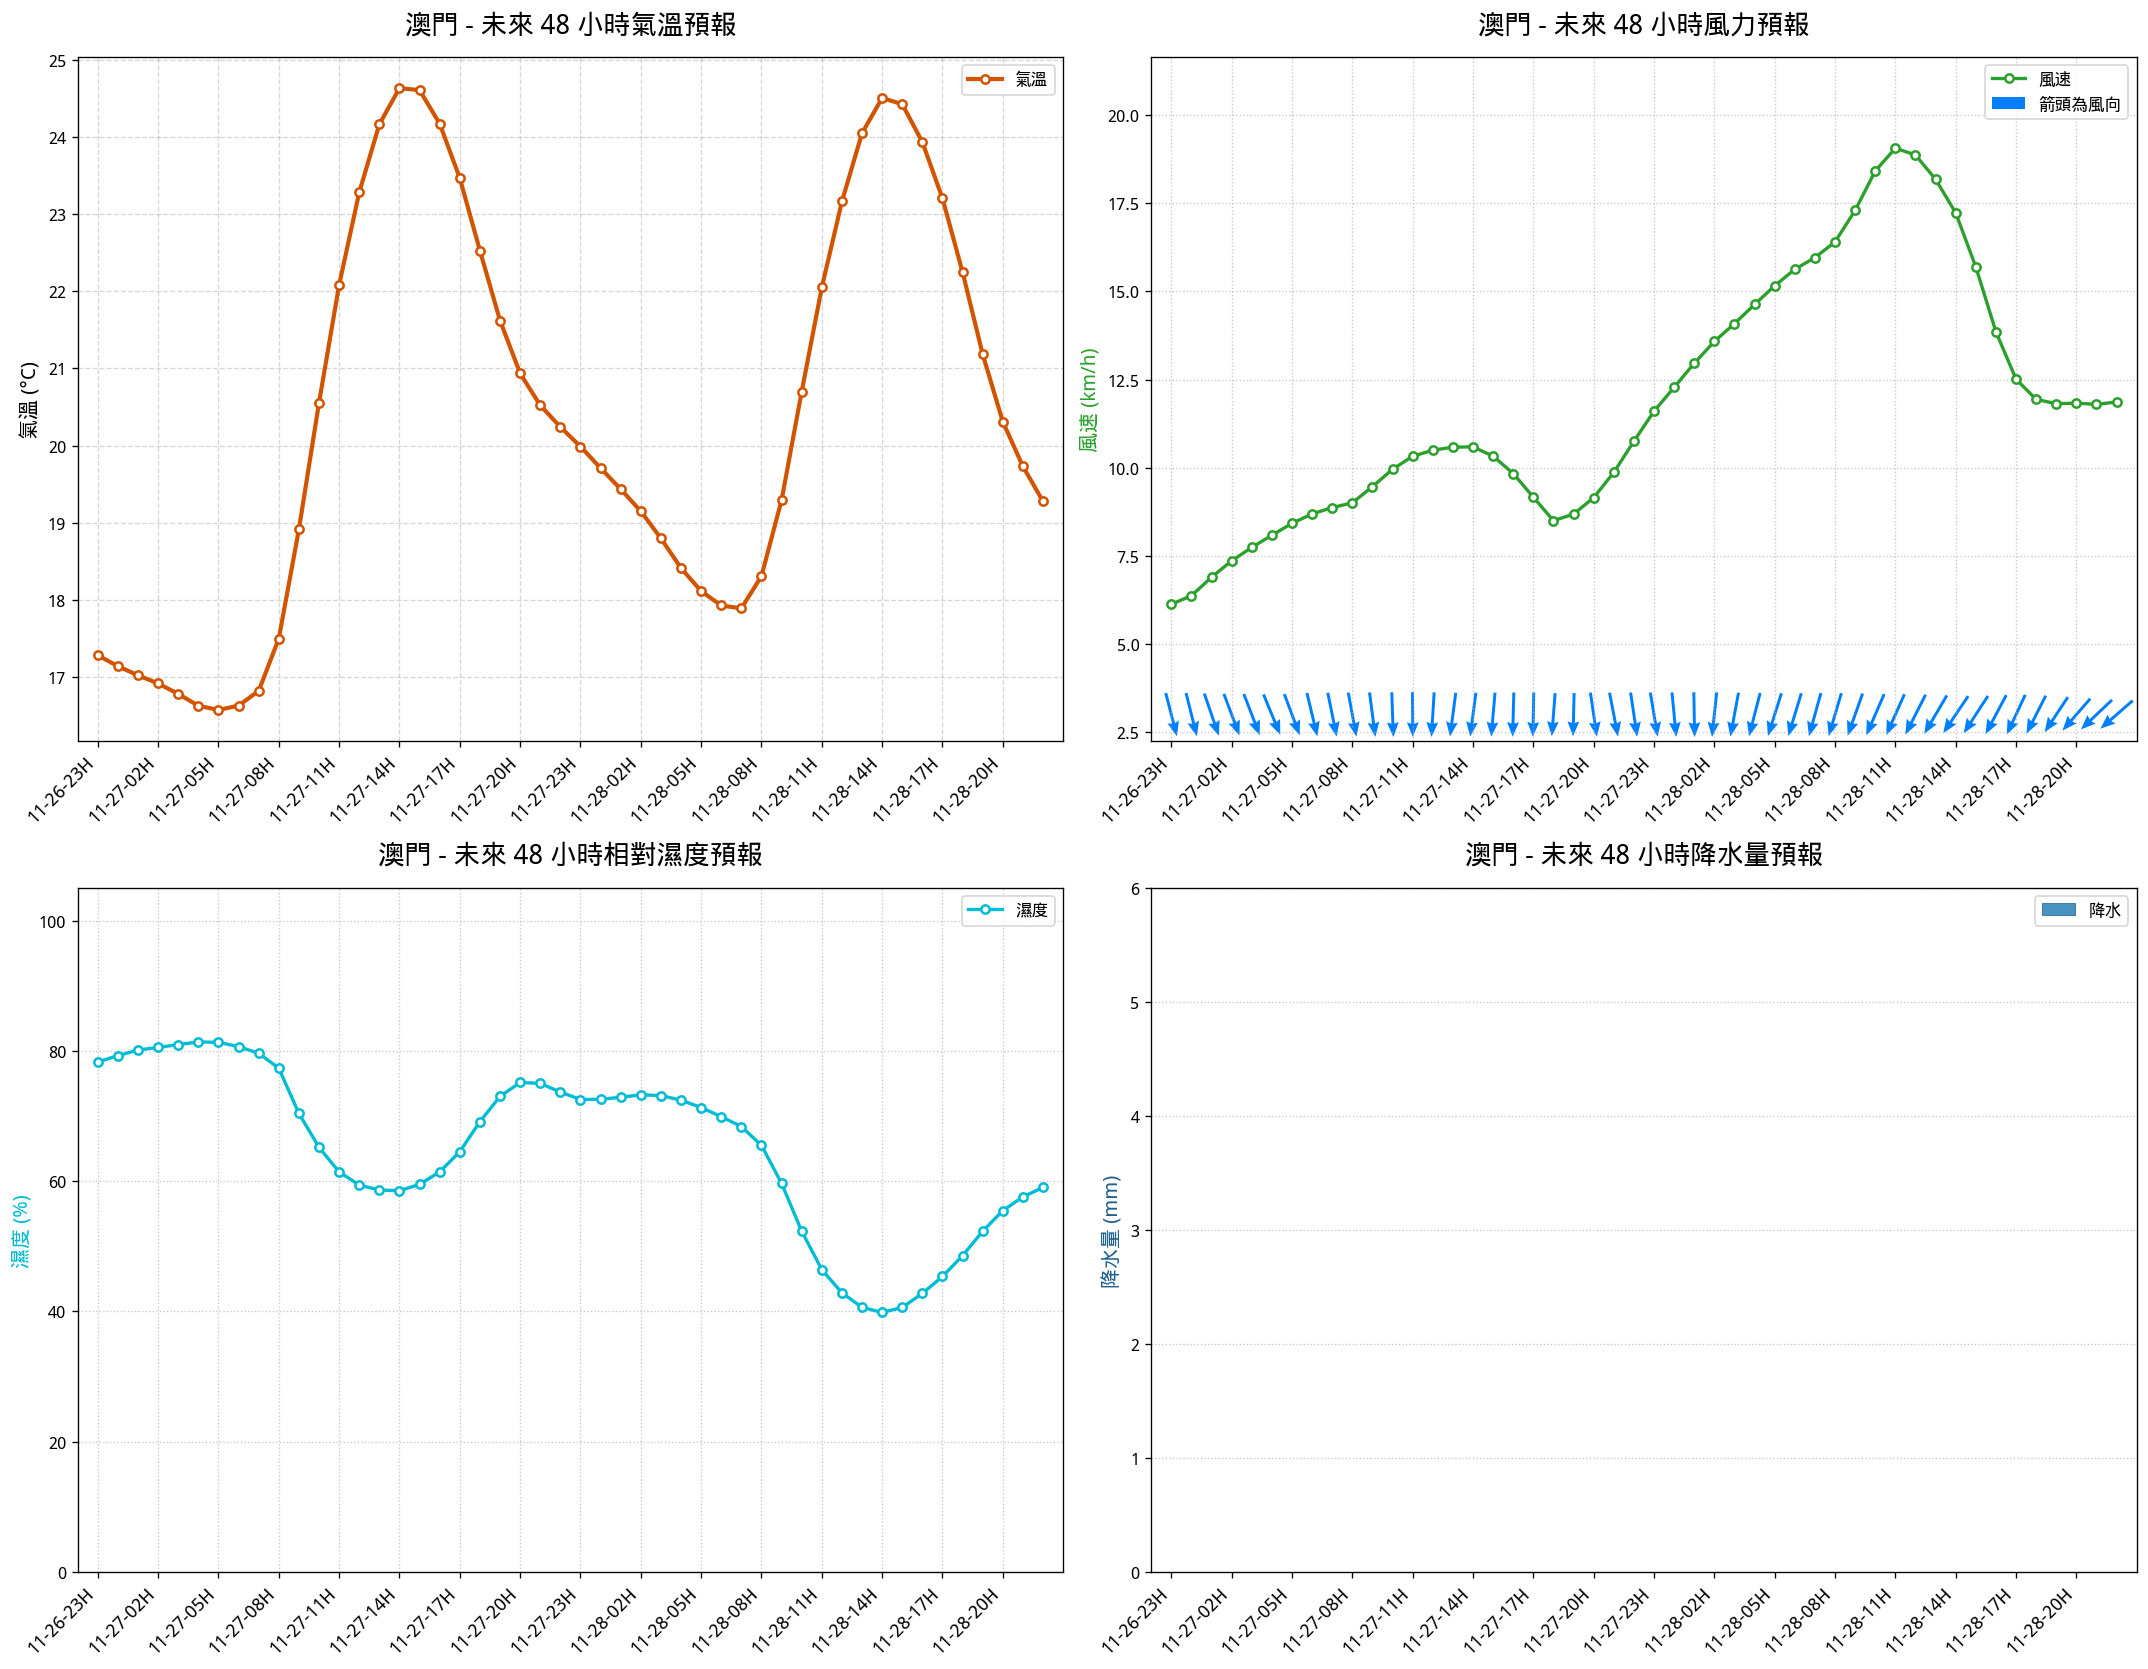 澳門 - 未來 48 小時氣溫預報
25
24
23
22
21
20
19
18
17
氣溫 (°C)
氣溫
11-26-23H
11-27-02H
11-27-05H
11-27-08H
11-27-11H
11-27-14H
11-27-17H
11-27-20H
11-27-23H
11-28-02H
11-28-05H
11-28-08H
11-28-11H
11-28-14H
11-28-17H
11-28-20H
澳門 - 未來 48 小時風力預報
20.0
17.5
15.0
12.5
10.0
7.5
5.0
2.5
風速 (km/h)
風速
箭頭為風向
11-26-23H
11-27-02H
11-27-05H
11-27-08H
11-27-11H
11-27-14H
11-27-17H
11-27-20H
11-27-23H
11-28-02H
11-28-05H
11-28-08H
11-28-11H
11-28-14H
11-28-17H
11-28-20H
澳門 - 未來 48 小時相對濕度預報
100
80
60
40
20
0
濕度 (%)
濕度
11-26-23H
11-27-02H
11-27-05H
11-27-08H
11-27-11H
11-27-14H
11-27-17H
11-27-20H
11-27-23H
11-28-02H
11-28-05H
11-28-08H
11-28-11H
11-28-14H
11-28-17H
11-28-20H
澳門 - 未來 48 小時降水量預報
6
5
4
3
2
1
0
降水量 (mm)
降水
11-26-23H
11-27-02H
11-27-05H
11-27-08H
11-27-11H
11-27-14H
11-27-17H
11-27-20H
11-27-23H
11-28-02H
11-28-05H
11-28-08H
11-28-11H
11-28-14H
11-28-17H
11-28-20H